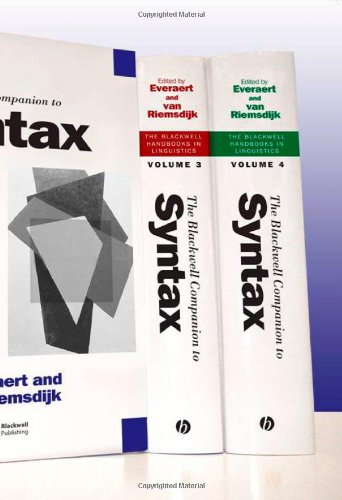 Copyrighted Material
ompanion to
ntax
aert and
iemsdijk
Blackwell
Publishing
Edited by
Everaert
and
van
Riemsdijk
THE BLACKWELL
HANDBOOKS IN
LINGUISTICS
VOLUME 3
The Blackwell Companion to
Syntax
b
Edited by
Everaert
and
van
Riemsdijk
THE BLACKWELL
HANDBOOKS IN
LINGUISTICS
VOLUME 4
The Blackwell Companion to
Syntax
b
Copyrighted Material